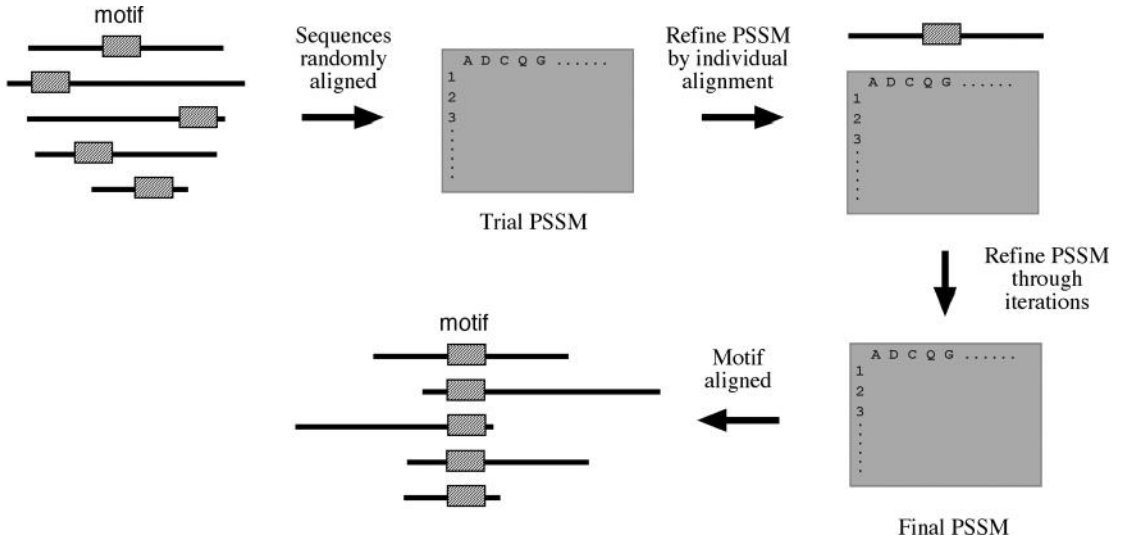 motif
Sequences
randomly
aligned
A D C Q G ......
1
2
3
.
.
.
.
.
Trial PSSM
Refine PSSM
by individual
alignment
A D C Q G ......
1
2
3
.
.
.
.
.
Refine PSSM
through
iterations
A D C Q G ......
1
2
3
.
.
.
.
.
Final PSSM
Motif
aligned
motif